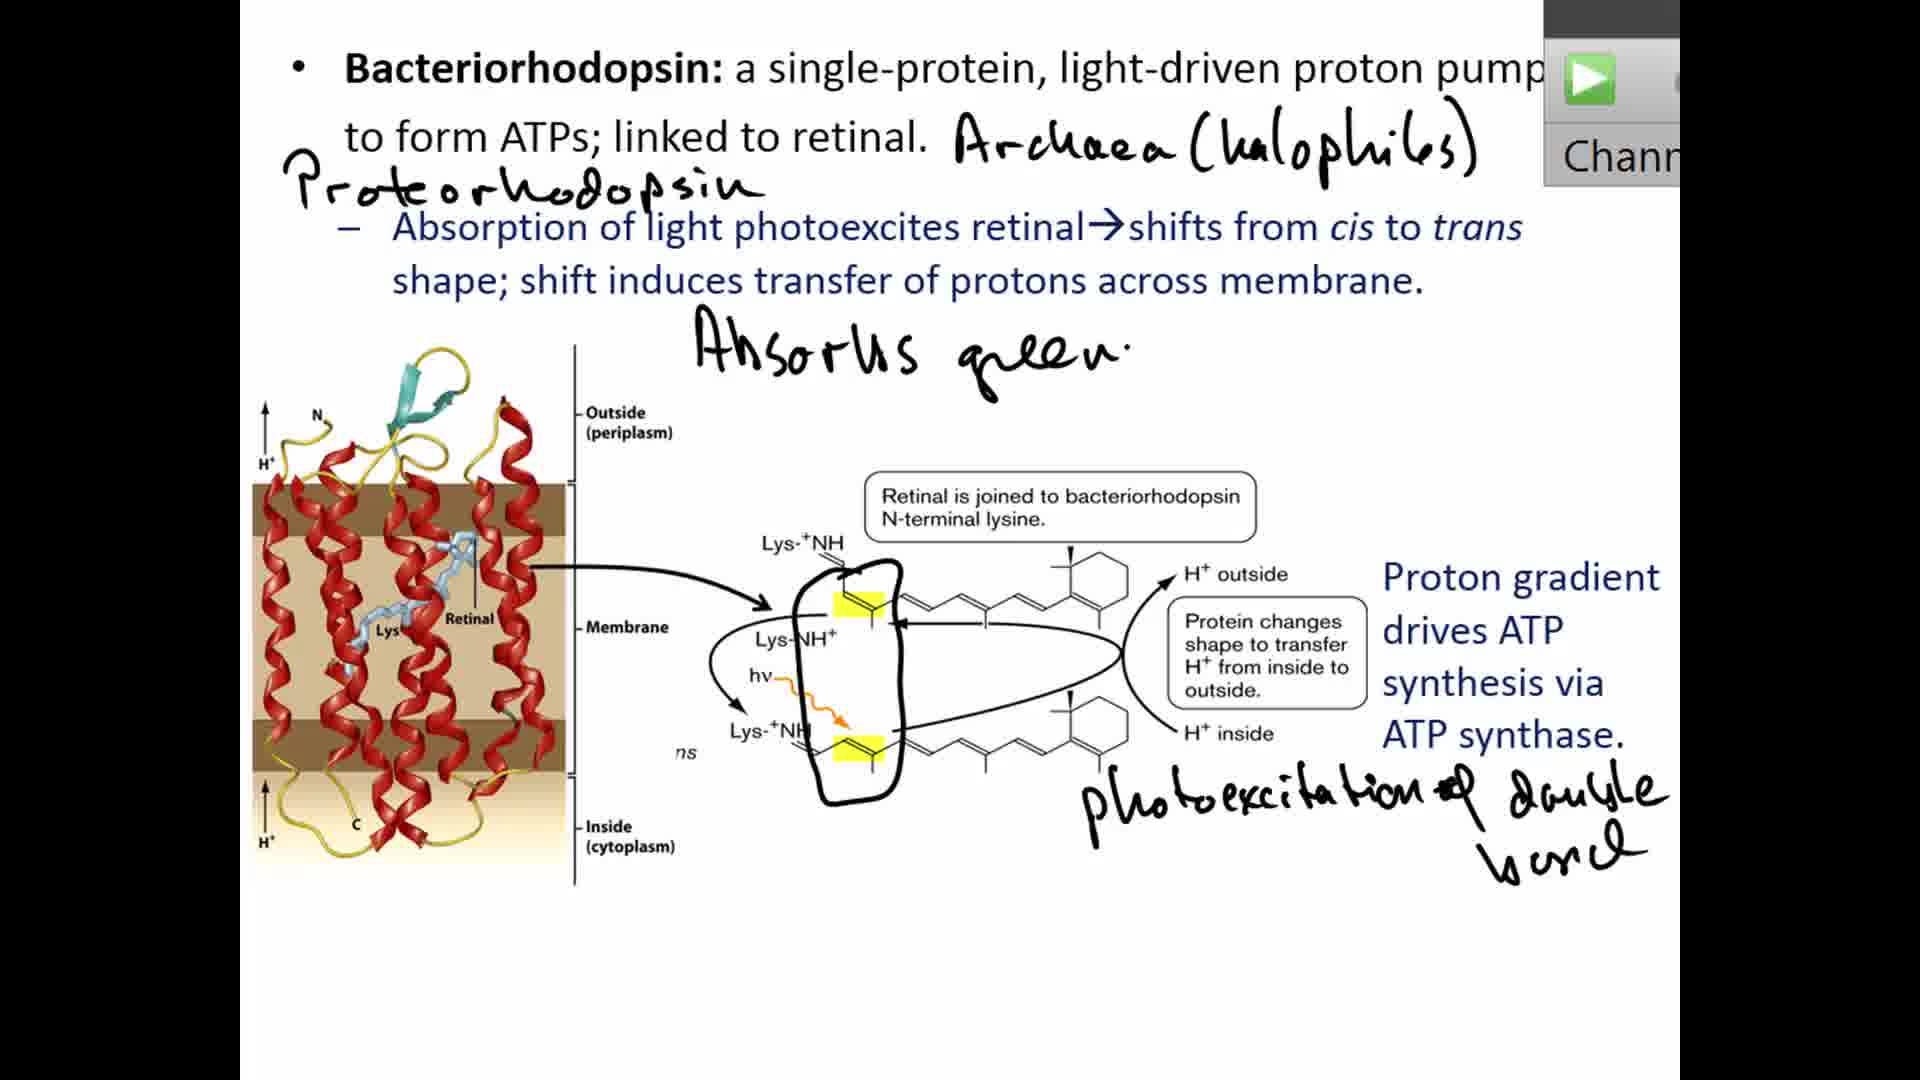 • Bacteriorhodopsin: a single-protein, light-driven proton pump
to form ATPs; linked to retinal. Archaea (halophiles)
Proteorhodopsin
– Absorption of light photoexcites retinal→shifts from cis to trans
shape; shift induces transfer of protons across membrane.
Absorbs green.
Chann
N
H⁺
Outside
(periplasm)
Retinal
Lys
Membrane
C
H⁺
Inside
(cytoplasm)
Retinal is joined to bacteriorhodopsin
N-terminal lysine.
Lys-⁺NH
Lys-NH⁺
hν
Lys-⁺NH
ns
H⁺ outside
Protein changes
shape to transfer
H⁺ from inside to
outside.
H⁺ inside
Proton gradient
drives ATP
synthesis via
ATP synthase.
photoexcitation of double
bond